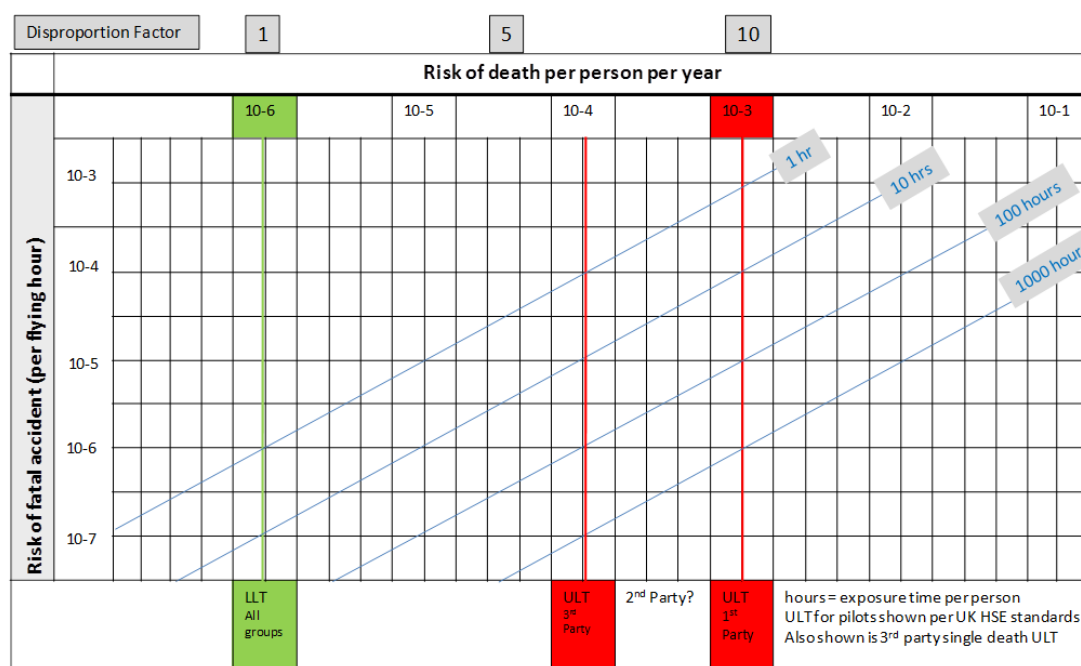 Disproportion Factor 1 5 10
Risk of death per person per year
10-6 10-5 10-4 10-3 10-2 10-1
Risk of fatal accident (per flying hour)
10-3
10-4
10-5
10-6
10-7
1 hr
10 hrs
100 hours
1000 hour
LLT
All
groups
ULT
3rd
Party
2nd Party?
ULT
1st
Party
hours = exposure time per person
ULT for pilots shown per UK HSE standards
Also shown is 3rd party single death ULT